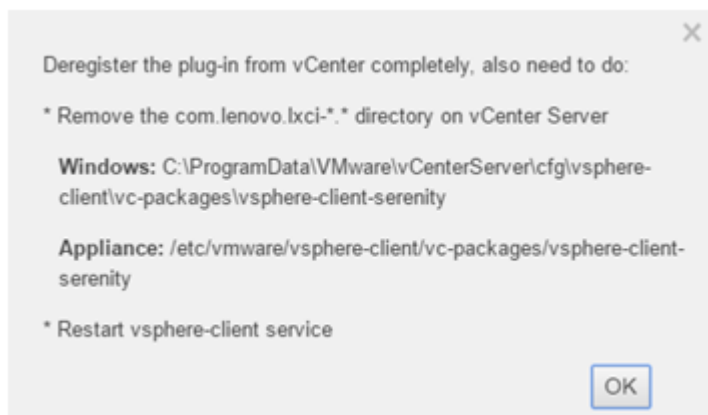 Deregister the plug-in from vCenter completely, also need to do:
* Remove the com.lenovo.lxci-*.* directory on vCenter Server
Windows: C:\ProgramData\VMware\vCenterServer\cfg\vsphere-
client\vc-packages\vsphere-client-serenity
Appliance: /etc/vmware/vsphere-client/vc-packages/vsphere-client-
serenity
* Restart vsphere-client service
OK